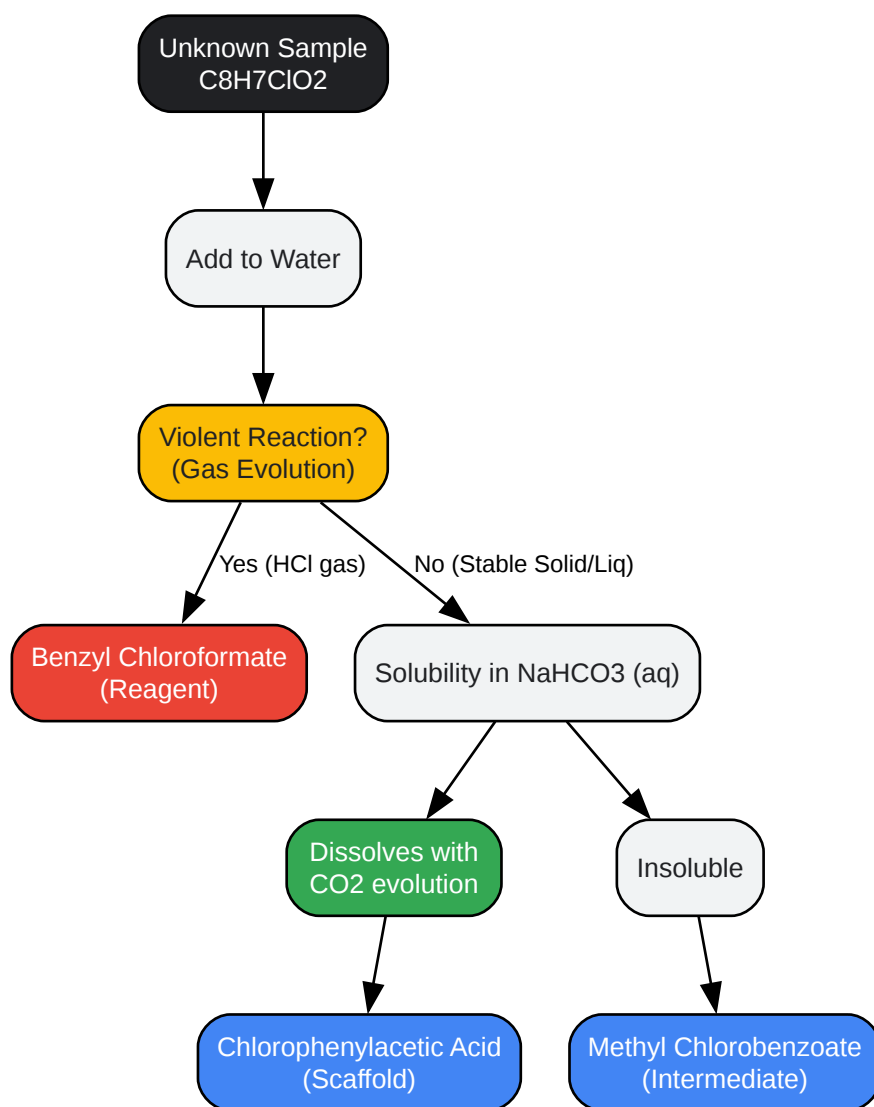 Unknown Sample
C8H7ClO2
Add to Water
Violent Reaction?
(Gas Evolution)
Yes (HCl gas)
No (Stable Solid/Liq)
Benzyl Chloroformate
(Reagent)
Solubility in NaHCO3 (aq)
Dissolves with
CO2 evolution
Insoluble
Chlorophenylacetic Acid
(Scaffold)
Methyl Chlorobenzoate
(Intermediate)